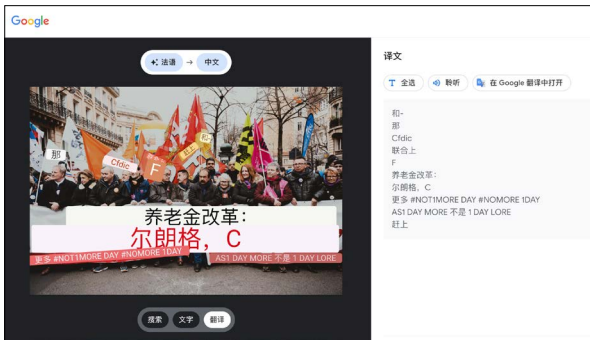 Google
法语 → 中文
那
Cfdic
F
养老金改革：
尔朗格，C
更多 #NOT1MORE DAY #NOMORE 1DAY
AS1 DAY MORE 不是 1 DAY LORE
搜索 文字 翻译
译文
全选 聆听 在 Google 翻译中打开
和-
那
Cfdic
联合上
F
养老金改革：
尔朗格，C
更多 #NOT1MORE DAY #NOMORE 1DAY
AS1 DAY MORE 不是 1 DAY LORE
赶上